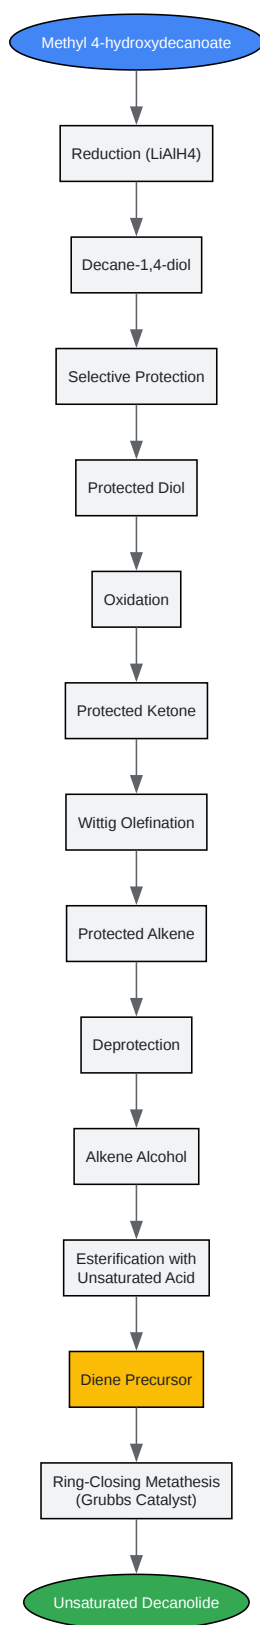 Methyl 4-hydroxydecanoate
Reduction (LiAlH4)
Decane-1,4-diol
Selective Protection
Protected Diol
Oxidation
Protected Ketone
Wittig Olefination
Protected Alkene
Deprotection
Alkene Alcohol
Esterification with
Unsaturated Acid
Diene Precursor
Ring-Closing Metathesis
(Grubbs Catalyst)
Unsaturated Decanolide